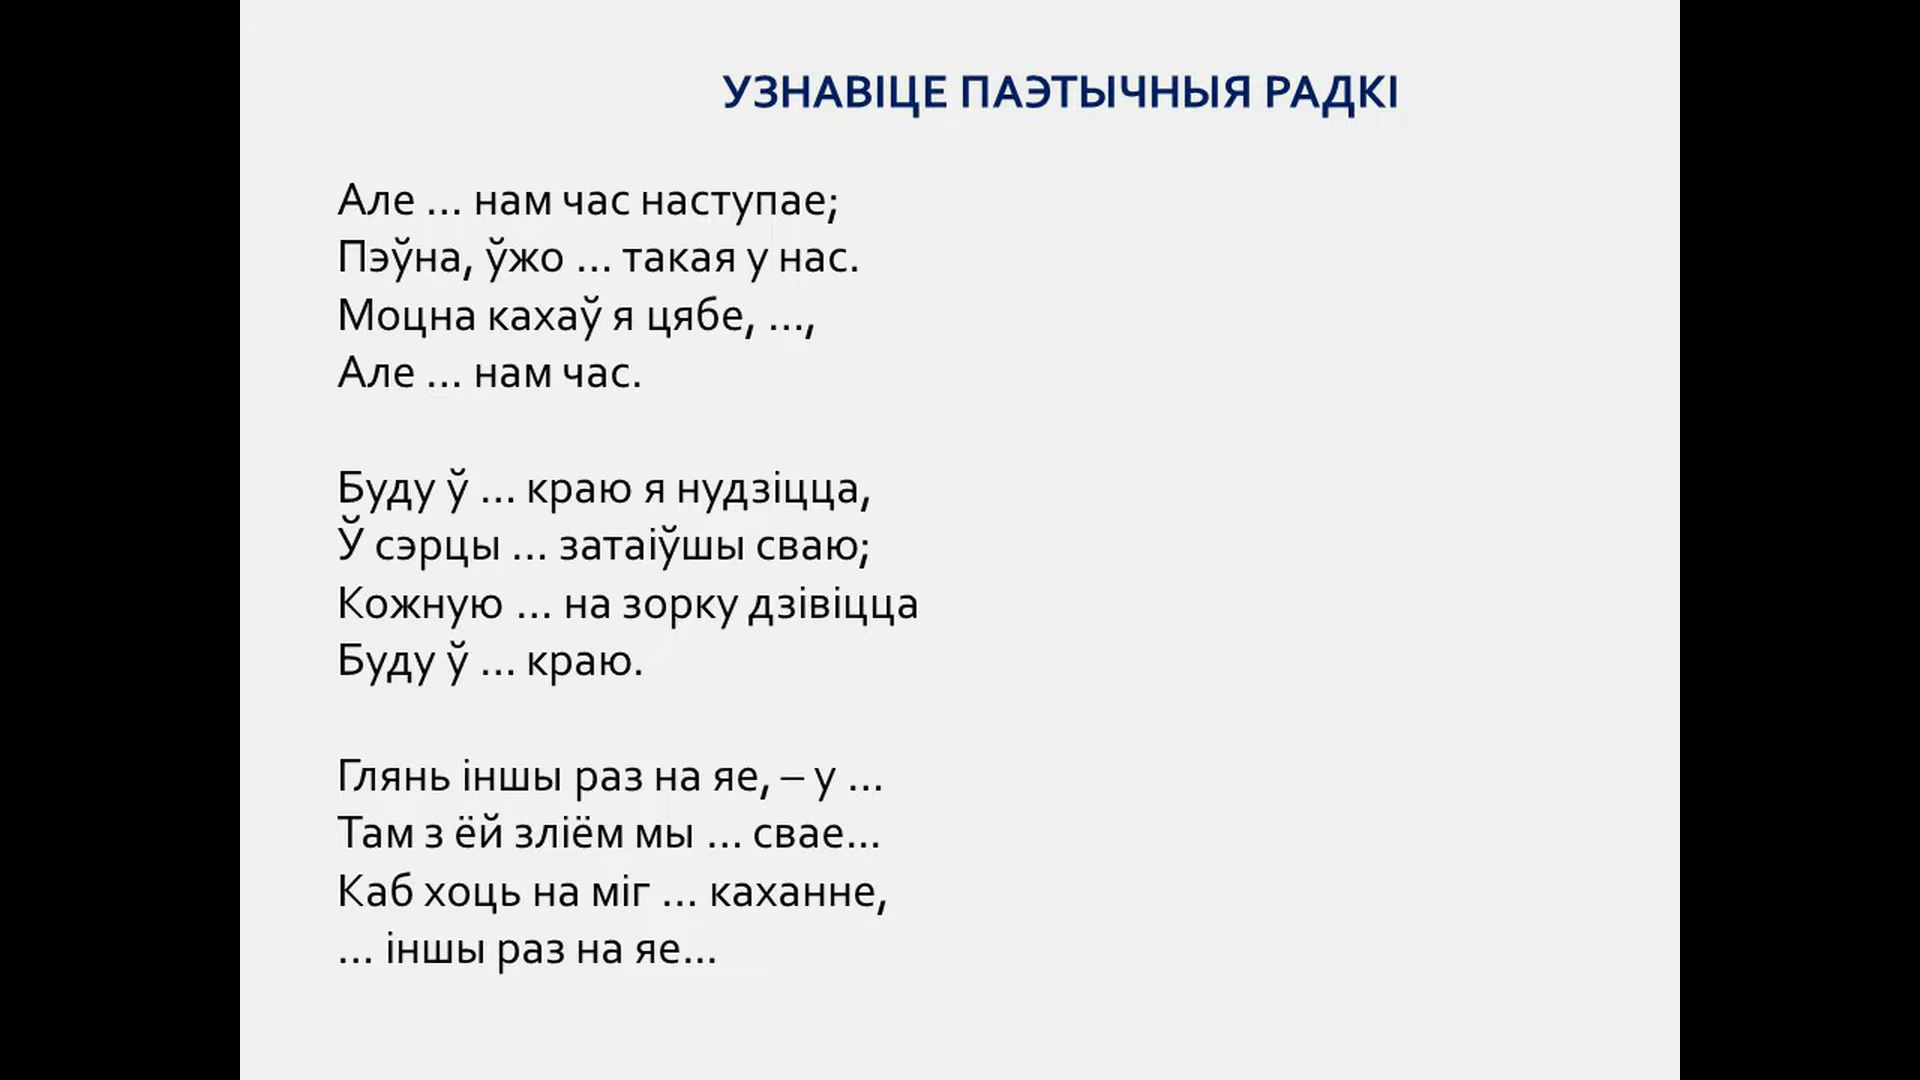 УЗНАВІЦЕ ПАЭТЫЧНЫЯ РАДКІ
Але ... нам час наступае;
Пэўна, ўжо ... такая у нас.
Моцна кахаў я цябе, ...,
Але ... нам час.
Буду ў ... краю я нудзіцца,
Ў сэрцы ... затаіўшы сваю;
Кожную ... на зорку дзівіцца
Буду ў ... краю.
Глянь іншы раз на яе, – у ...
Там з ёй зліём мы ... свае...
Каб хоць на міг ... каханне,
... іншы раз на яе...